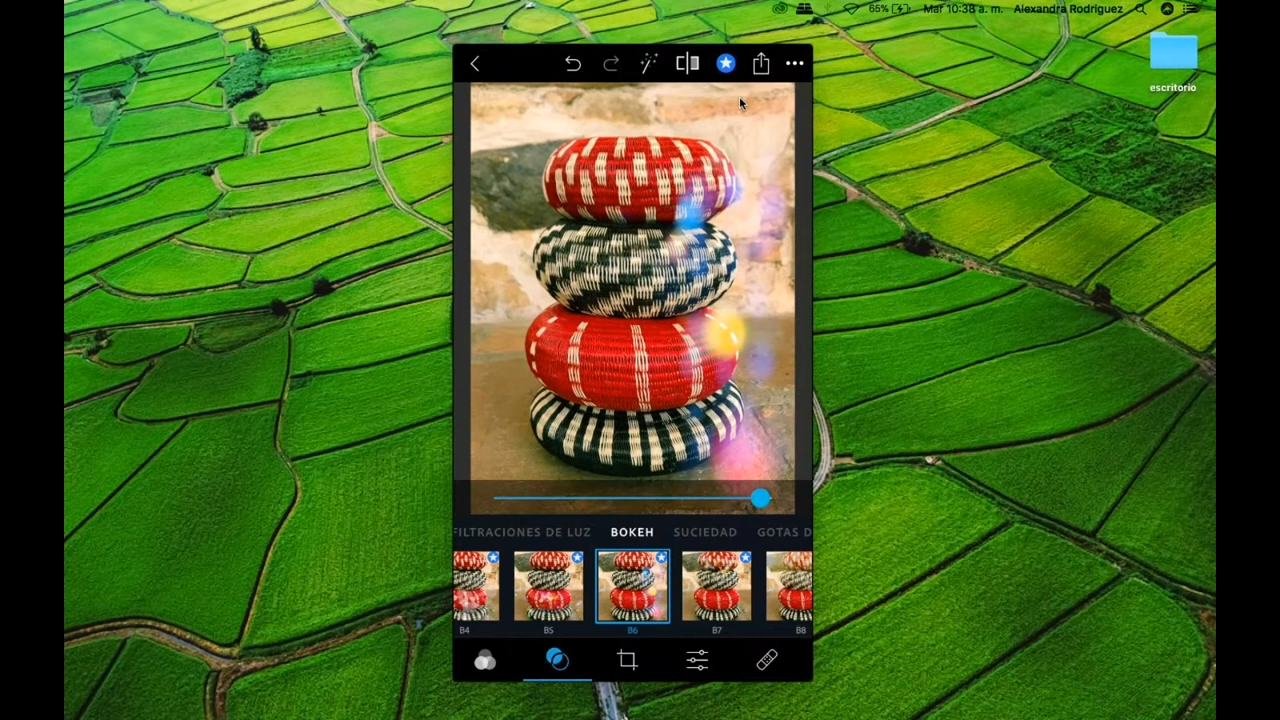 65% Mar 10:38 a. m. Alexandra Rodriguez
escritorio
FILTRACIONES DE LUZ BOKEH SUCIEDAD GOTAS D
B4 B5 B6 B7 B8